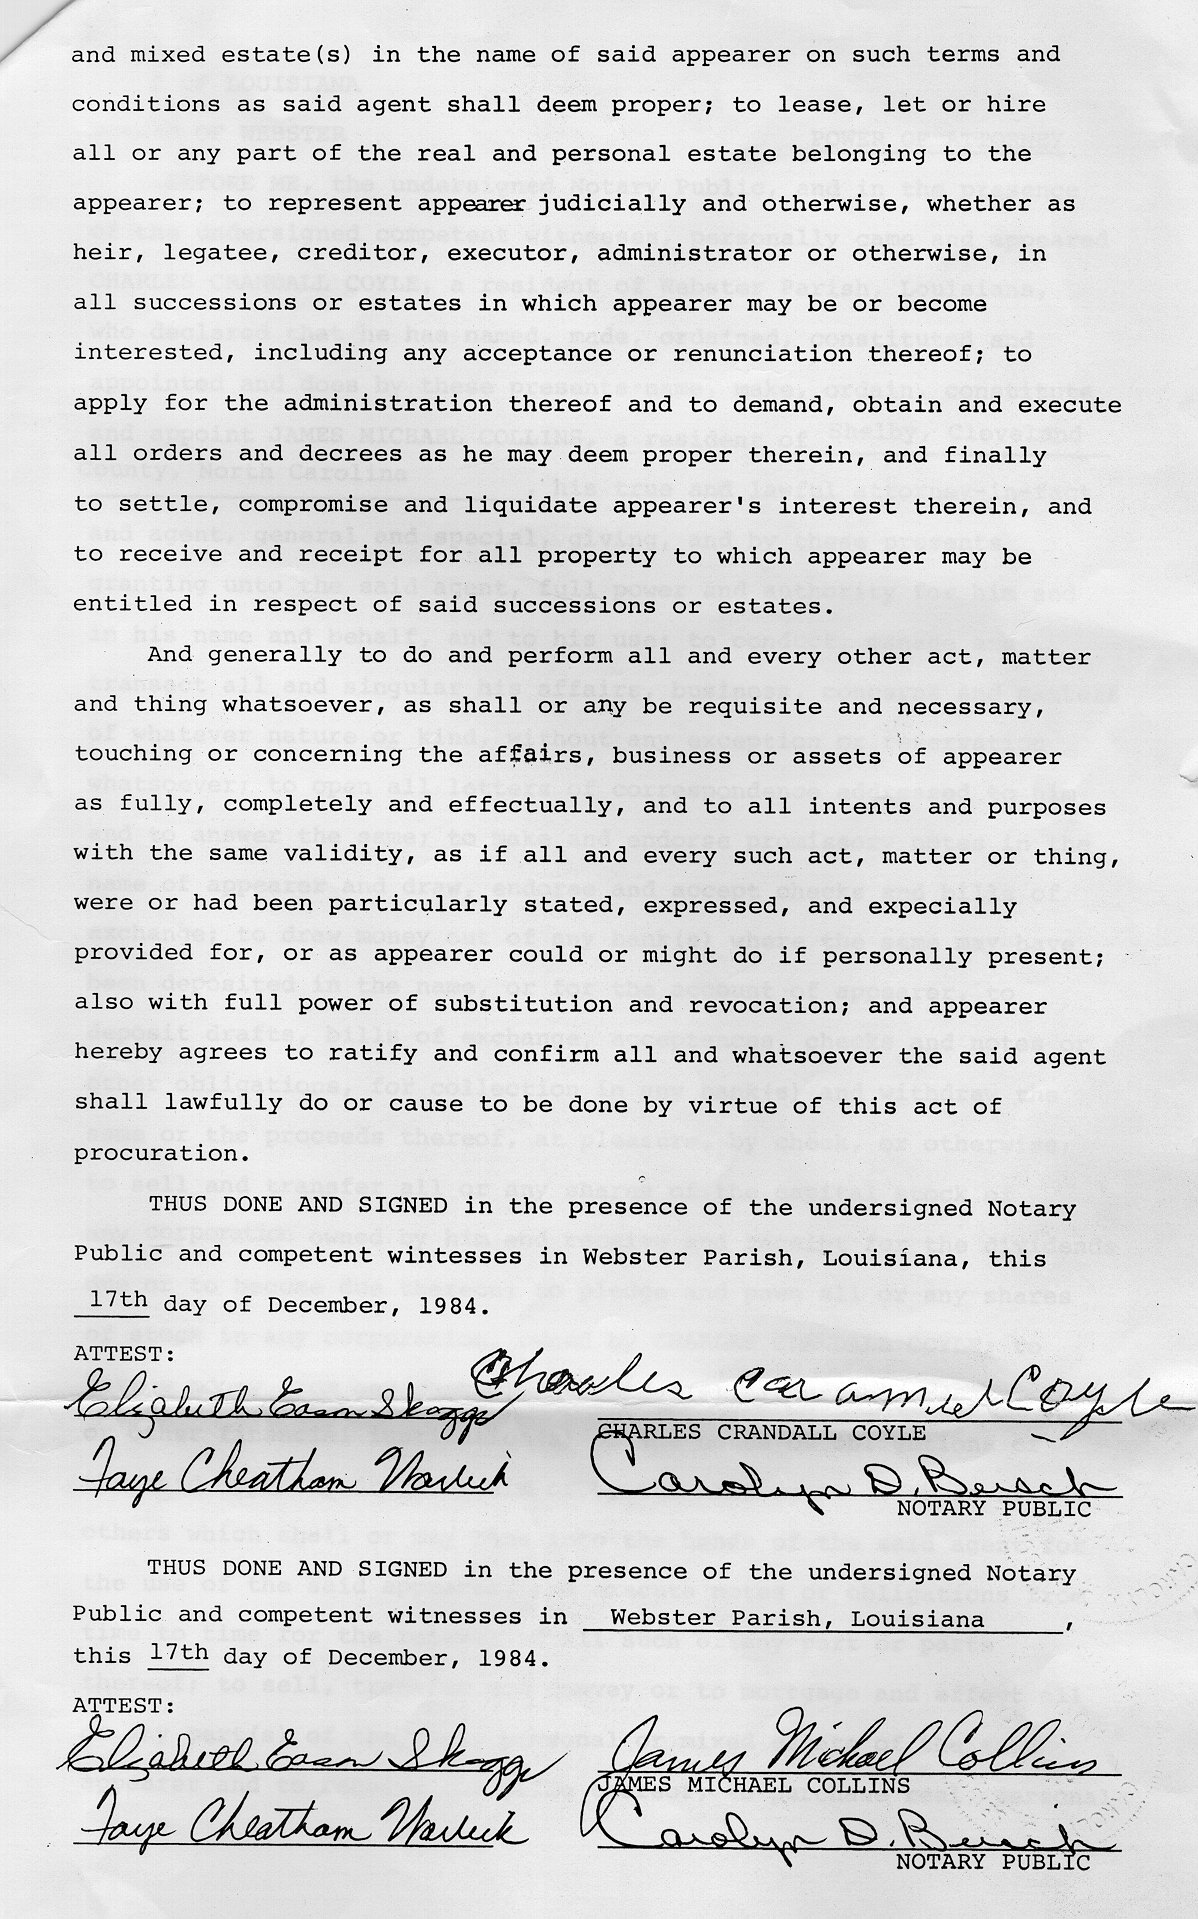 and mixed estate(s) in the name of said appearer on such terms and
conditions as said agent shall deem proper; to lease, let or hire
all or any part of the real and personal estate belonging to the
appearer; to represent appearer judicially and otherwise, whether as
heir, legatee, creditor, executor, administrator or otherwise, in
all successions or estates in which appearer may be or become
interested, including any acceptance or renunciation thereof; to
apply for the administration thereof and to demand, obtain and execute
all orders and decrees as he may deem proper therein, and finally
to settle, compromise and liquidate appearer's interest therein, and
to receive and receipt for all property to which appearer may be
entitled in respect of said successions or estates.
And generally to do and perform all and every other act, matter
and thing whatsoever, as shall or any be requisite and necessary,
touching or concerning the affairs, business or assets of appearer
as fully, completely and effectually, and to all intents and purposes
with the same validity, as if all and every such act, matter or thing,
were or had been particularly stated, expressed, and expecially
provided for, or as appearer could or might do if personally present;
also with full power of substitution and revocation; and appearer
hereby agrees to ratify and confirm all and whatsoever the said agent
shall lawfully do or cause to be done by virtue of this act of
procuration.
THUS DONE AND SIGNED in the presence of the undersigned Notary
Public and competent wintesses in Webster Parish, Louisiana, this
17th day of December, 1984.
ATTEST:
Elizabeth Eason Skaggs Charles Coyle
CHARLES CRANDALL COYLE
Faye Cheatham Warlick Carolyn D. Beisch
NOTARY PUBLIC
THUS DONE AND SIGNED in the presence of the undersigned Notary
Public and competent witnesses in Webster Parish, Louisiana ,
this 17th day of December, 1984.
ATTEST:
Elizabeth Eason Skaggs James Michael Collins
JAMES MICHAEL COLLINS
Faye Cheatham Warlick Carolyn D. Beisch
NOTARY PUBLIC